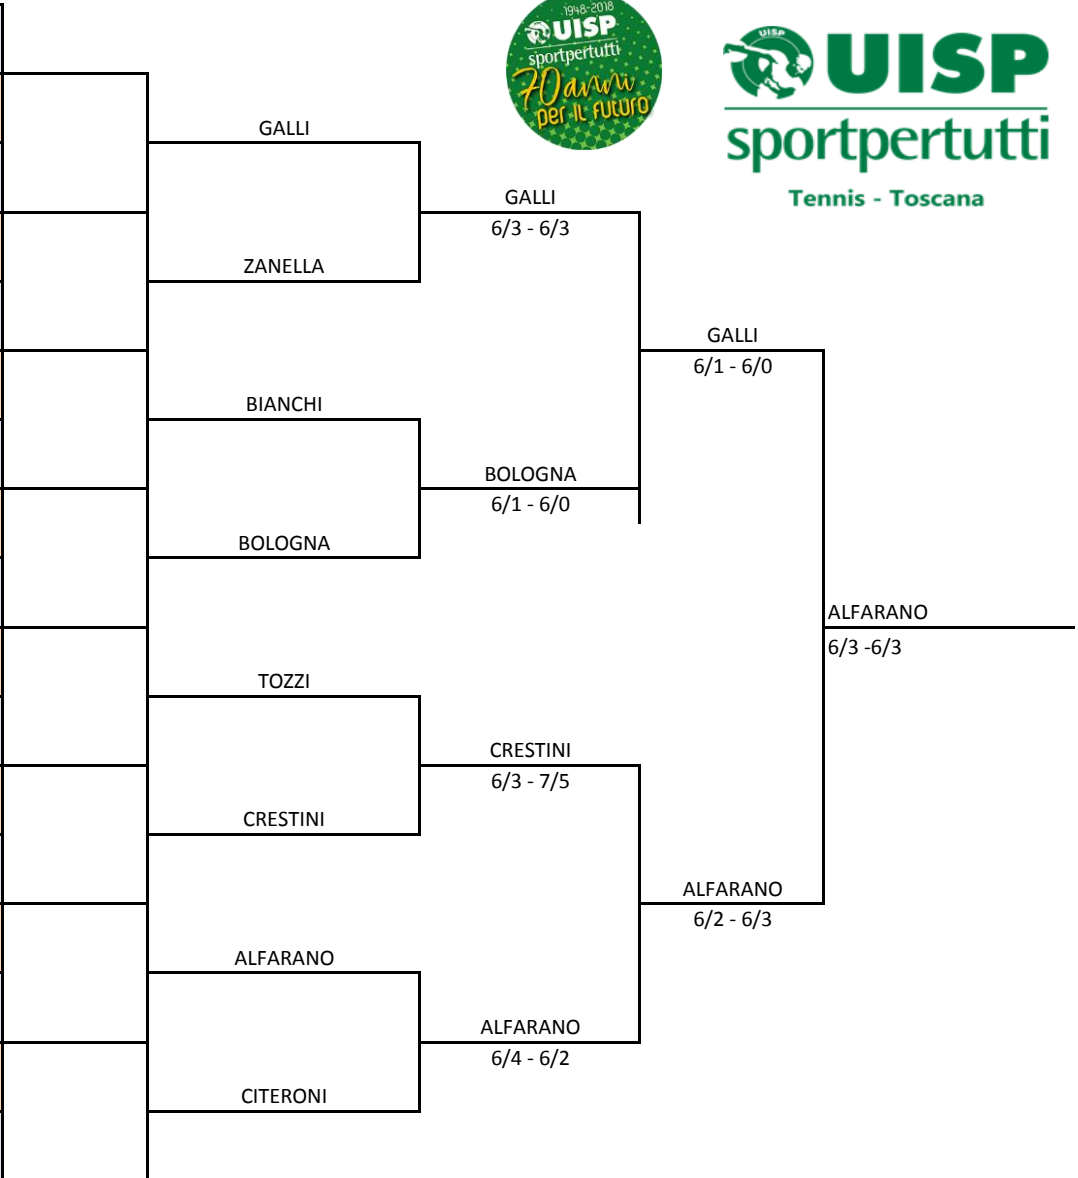 1948-2018
UISP
sportpertutti
70 anni
per il futuro
UISP
UISP
sportpertutti
Tennis - Toscana
GALLI
GALLI
6/3 - 6/3
ZANELLA
GALLI
6/1 - 6/0
BIANCHI
BOLOGNA
6/1 - 6/0
BOLOGNA
ALFARANO
6/3 -6/3
TOZZI
CRESTINI
6/3 - 7/5
CRESTINI
ALFARANO
6/2 - 6/3
ALFARANO
ALFARANO
6/4 - 6/2
CITERONI